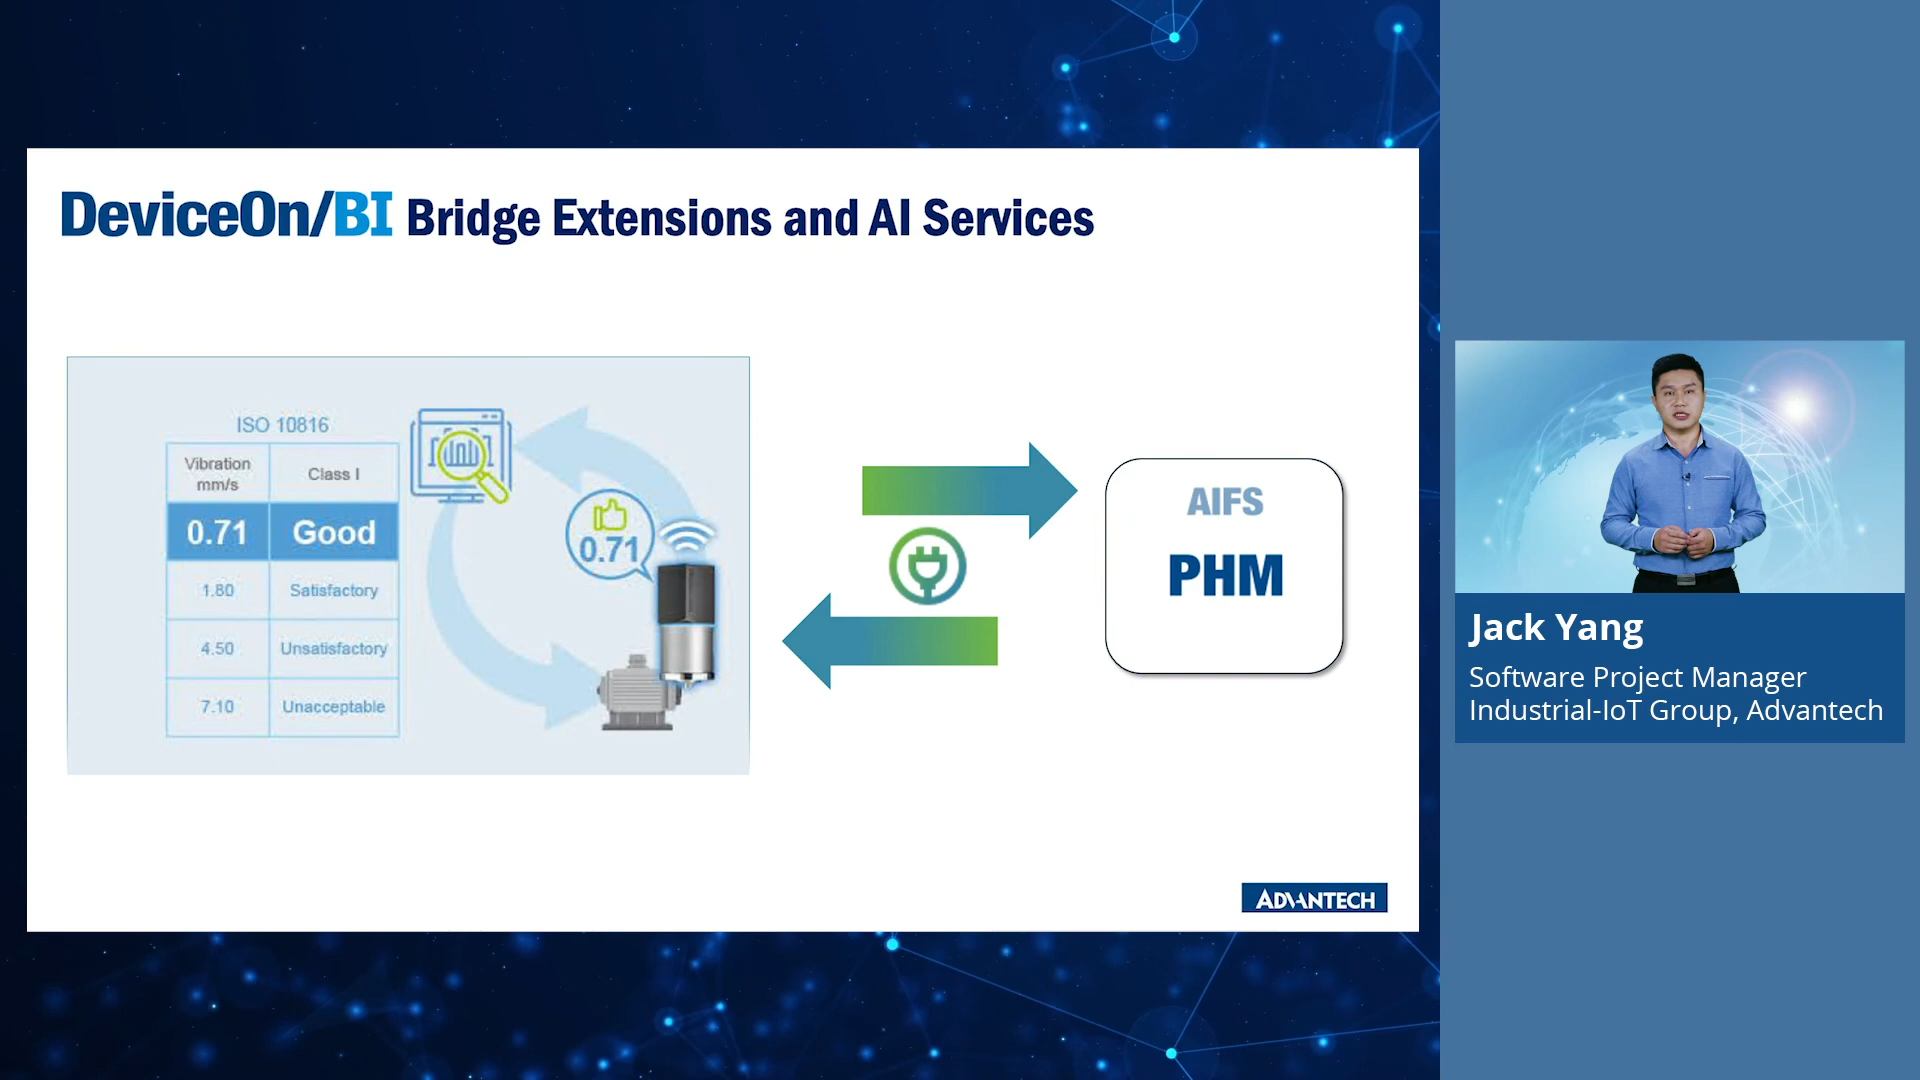 DeviceOn/BI Bridge Extensions and AI Services
ISO 10816
Vibration mm/s
Class I
0.71
Good
1.80
Satisfactory
4.50
Unsatisfactory
7.10
Unacceptable
0.71
AIFS
PHM
ADVANTECH
Jack Yang
Software Project Manager
Industrial-IoT Group, Advantech